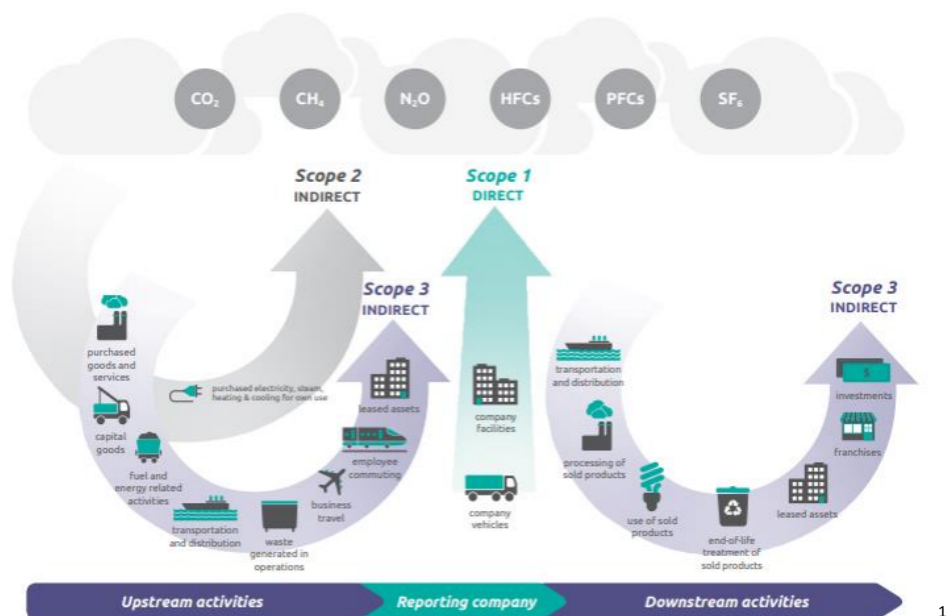 CO₂
CH₄
N₂O
HFCs
PFCs
SF₆
Scope 2
INDIRECT
Scope 1
DIRECT
Scope 3
INDIRECT
Scope 3
INDIRECT
purchased
goods and
services
capital
goods
fuel and
energy related
activities
transportation
and distribution
waste
generated in
operations
business
travel
employee
commuting
leased assets
purchased electricity, steam,
heating & cooling for own use
company
facilities
company
vehicles
transportation
and distribution
processing of
sold products
use of sold
products
end-of-life
treatment of
sold products
leased assets
franchises
$
investments
Upstream activities
Reporting company
Downstream activities
1